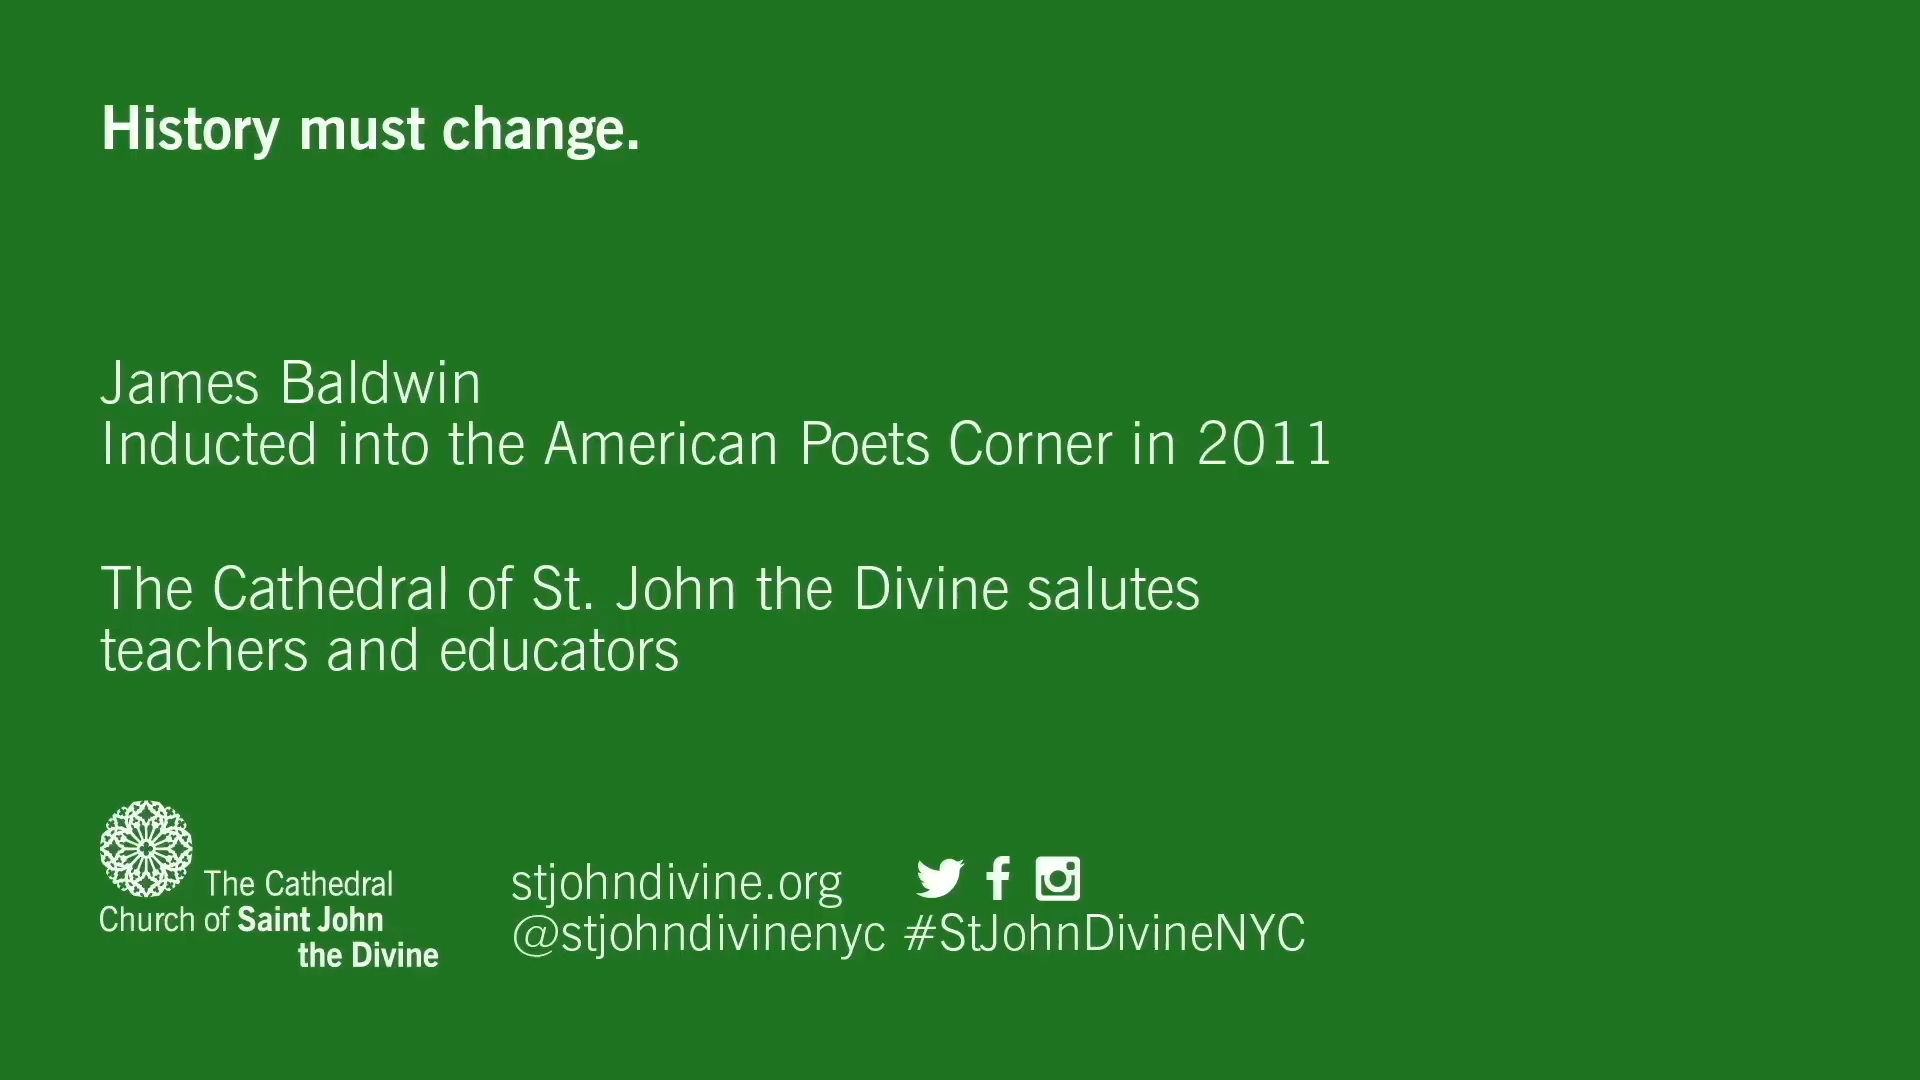 History must change.
James Baldwin
Inducted into the American Poets Corner in 2011
The Cathedral of St. John the Divine salutes
teachers and educators
The Cathedral
Church of Saint John
the Divine
stjohndivine.org
@stjohndivinenyc #StJohnDivineNYC